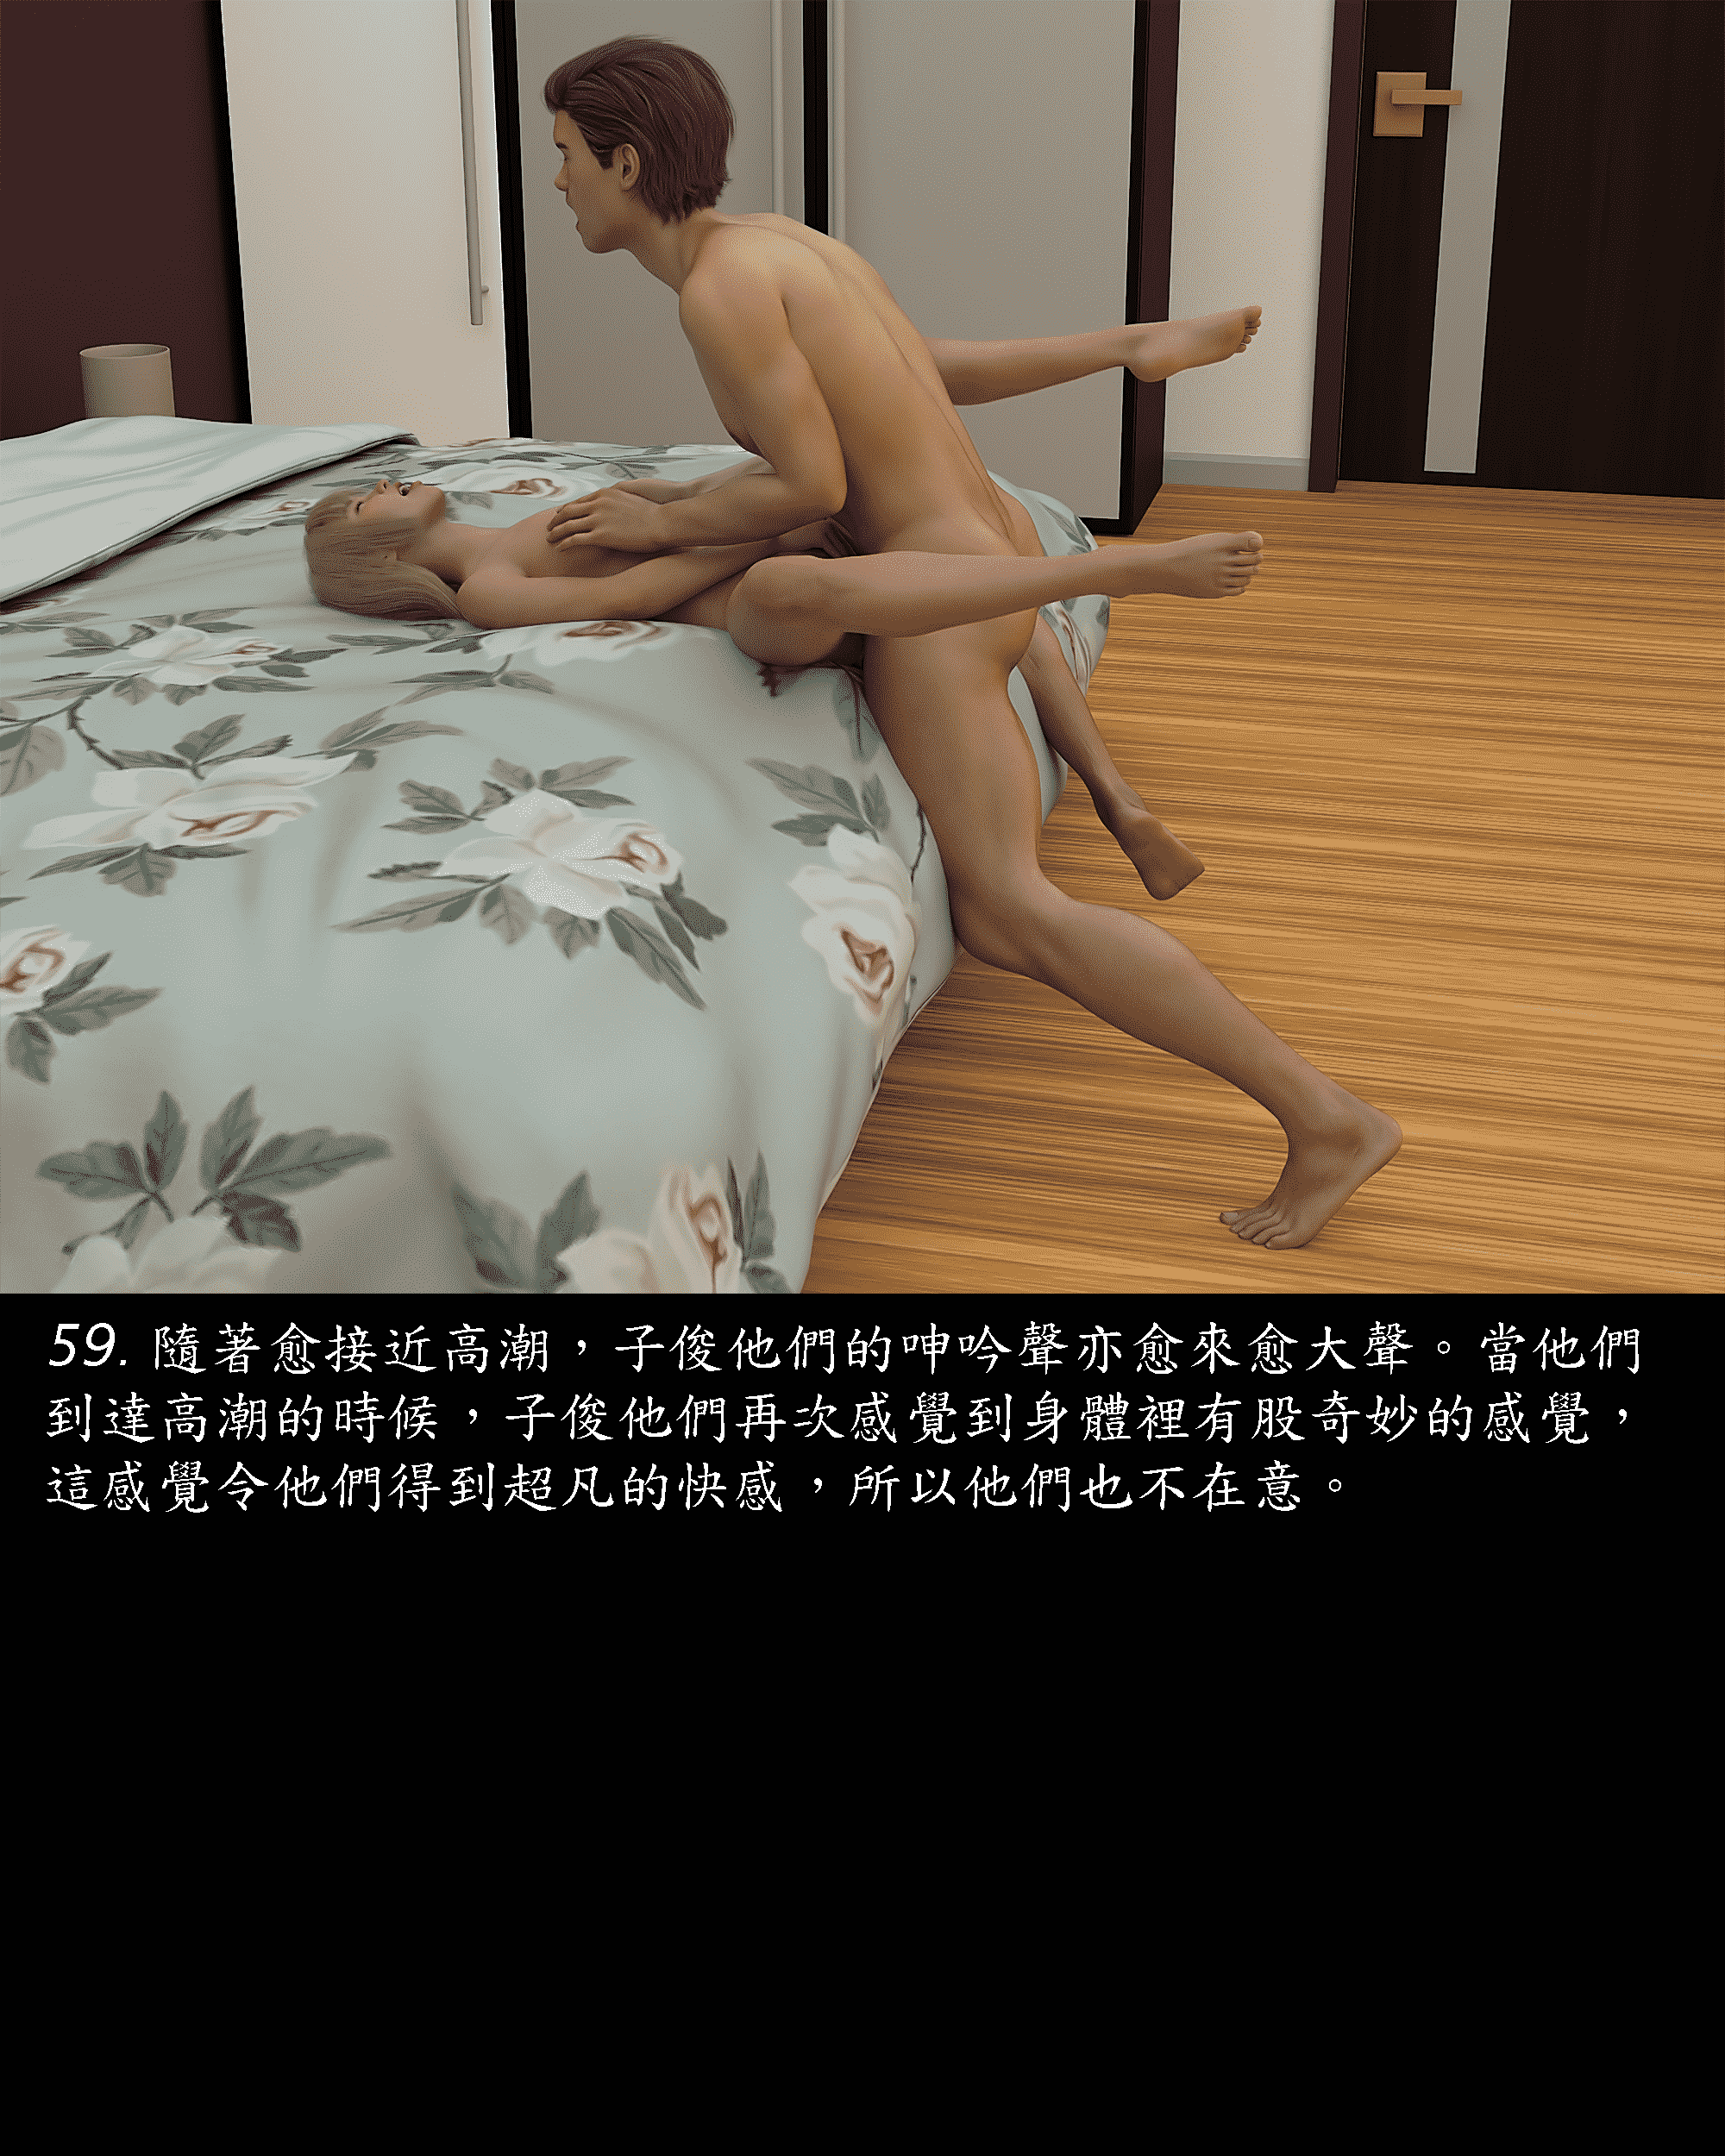 59. 隨著愈接近高潮，子俊他們的呻吟聲亦愈來愈大聲。當他們
到達高潮的時候，子俊他們再次感覺到身體裡有股奇妙的感覺，
這感覺令他們得到超凡的快感，所以他們也不在意。